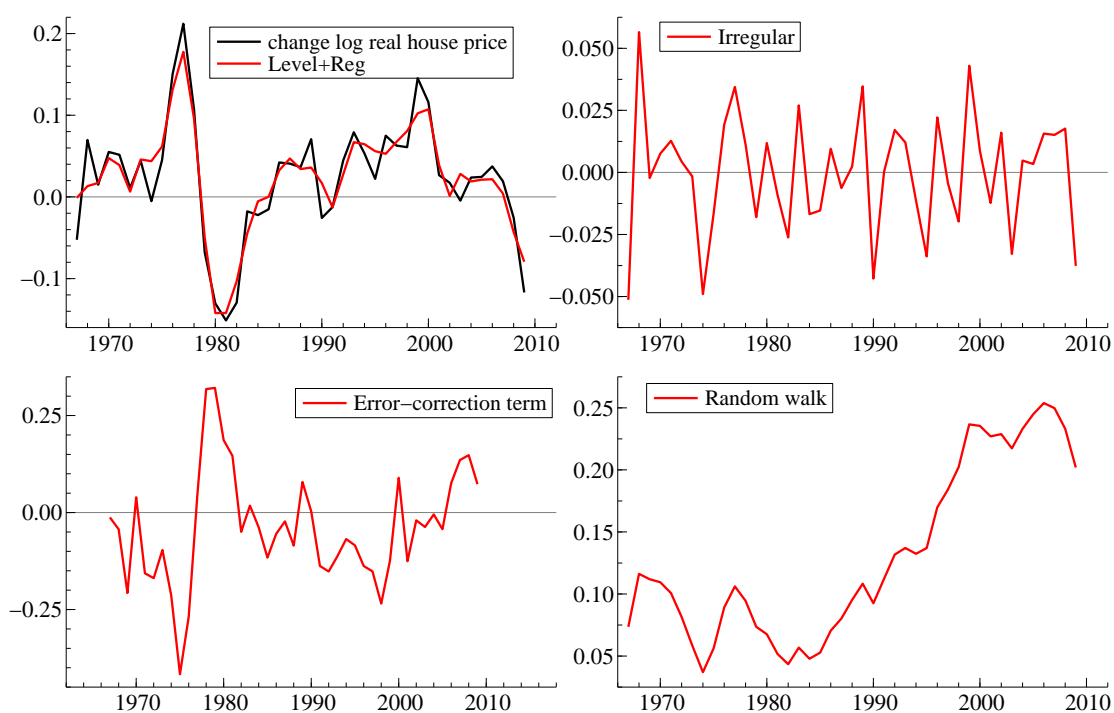 change log real house price
Level+Reg
0.2
0.1
0.0
−0.1
1970 1980 1990 2000 2010
Irregular
0.050
0.025
0.000
−0.025
−0.050
1970 1980 1990 2000 2010
Error−correction term
0.25
0.00
−0.25
1970 1980 1990 2000 2010
Random walk
0.25
0.20
0.15
0.10
0.05
1970 1980 1990 2000 2010